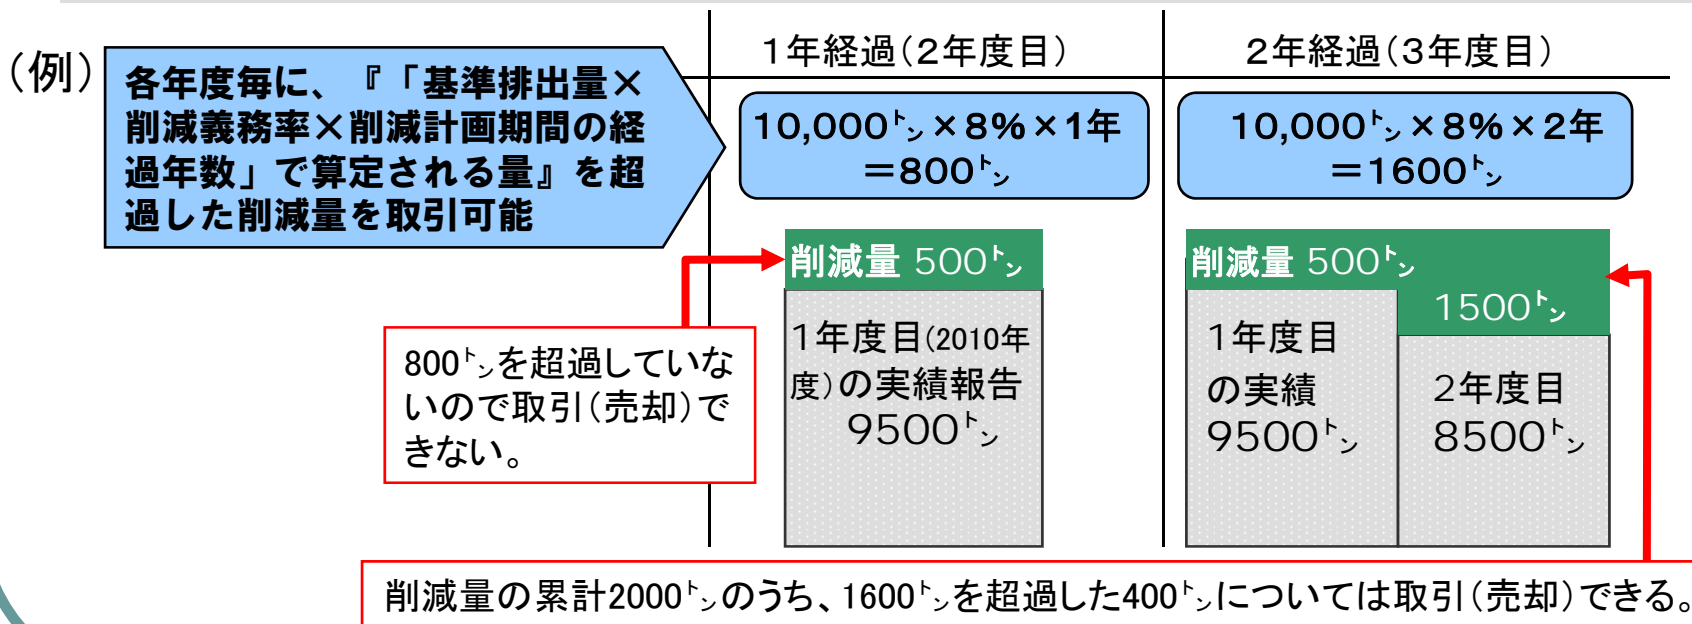 （例）
各年度毎に、『「基準排出量×
削減義務率×削減計画期間の経
過年数」で算定される量』を超
過した削減量を取引可能
1年経過（2年度目）
10,000㌧×8％×1年
＝800㌧
削減量 500㌧
1年度目（2010年
度）の実績報告
9500㌧
800㌧を超過していな
いので取引（売却）で
きない。
2年経過（3年度目）
10,000㌧×8％×2年
＝1600㌧
削減量 500㌧
1500㌧
1年度目
の実績
9500㌧
2年度目
8500㌧
削減量の累計2000㌧のうち、1600㌧を超過した400㌧については取引（売却）できる。